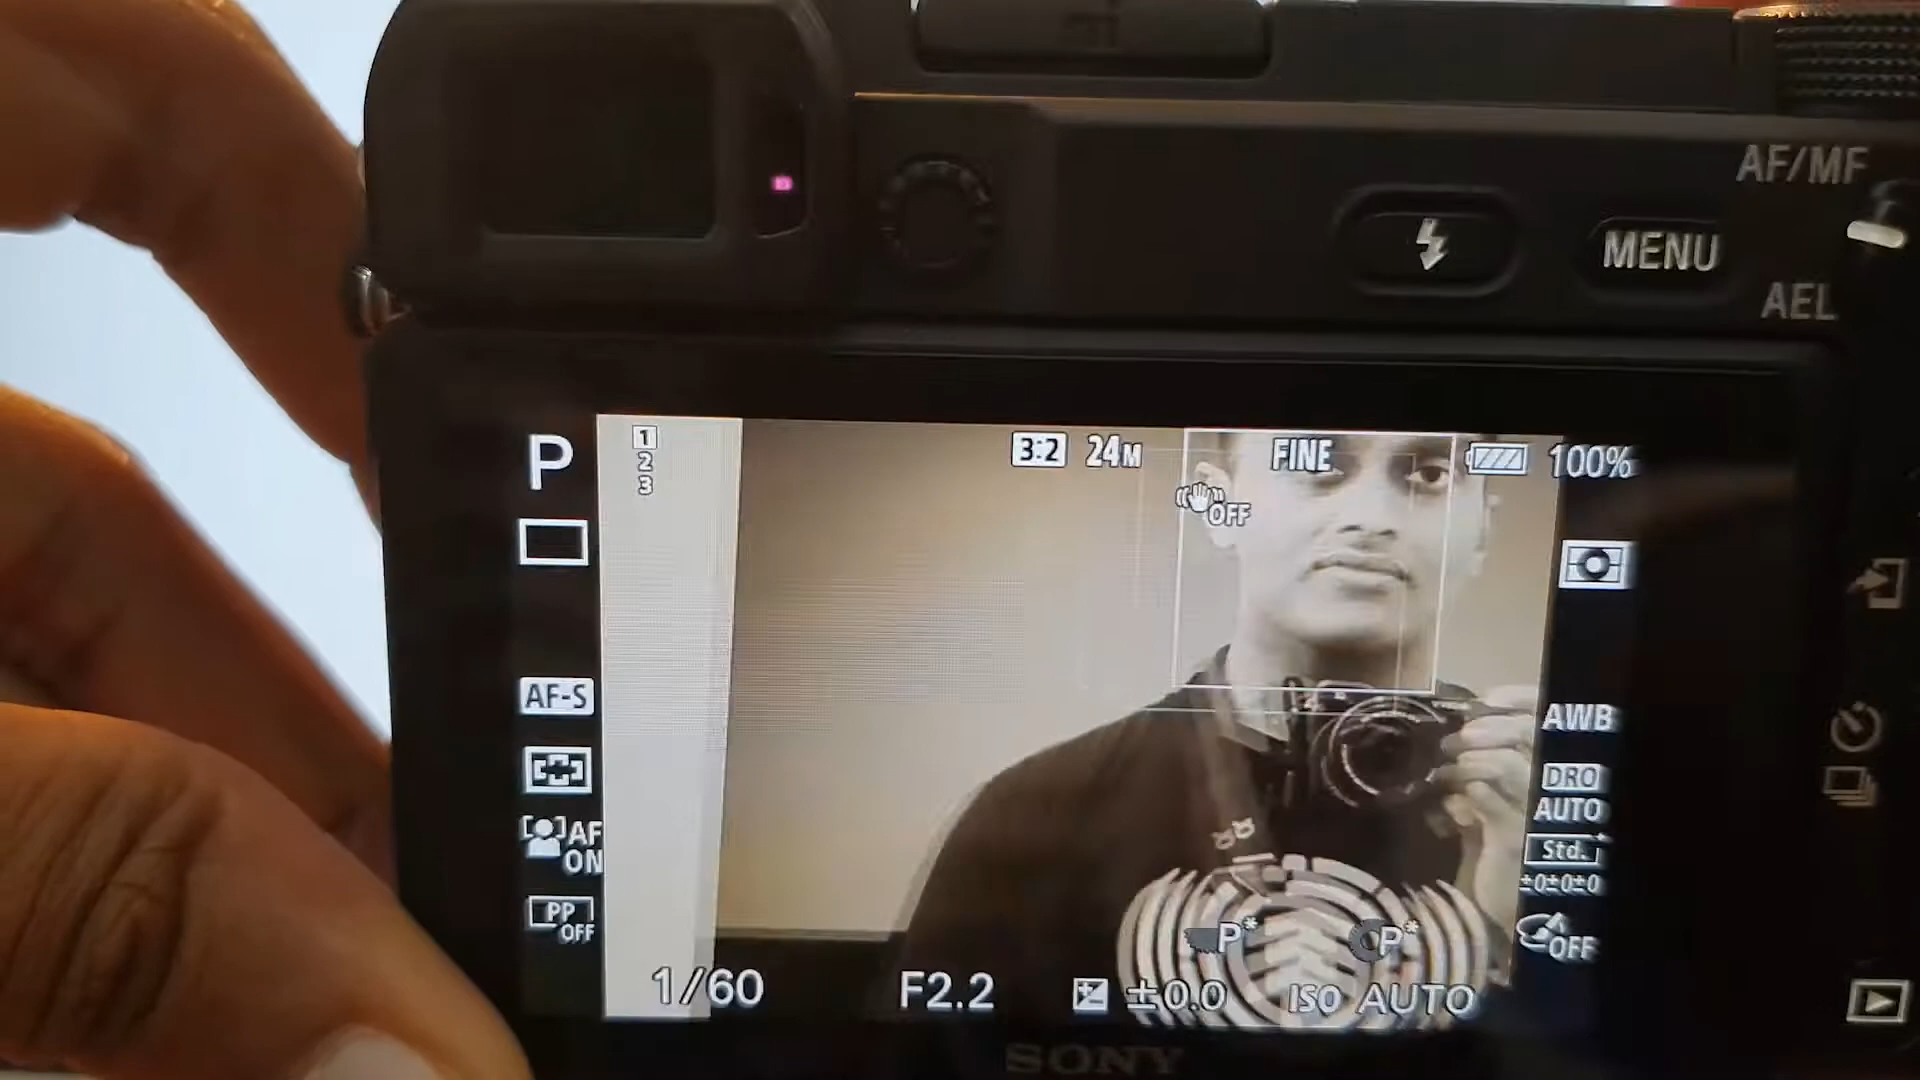 AF/MF
MENU
AEL
P
1
2
3
3:2 24M FINE 100%
OFF
AF-S
AWB
DRO
AUTO
AF
ON
Std.
±0±0±0
PP
OFF
P* P*
OFF
1/60 F2.2 ±0.0 ISO AUTO
SONY